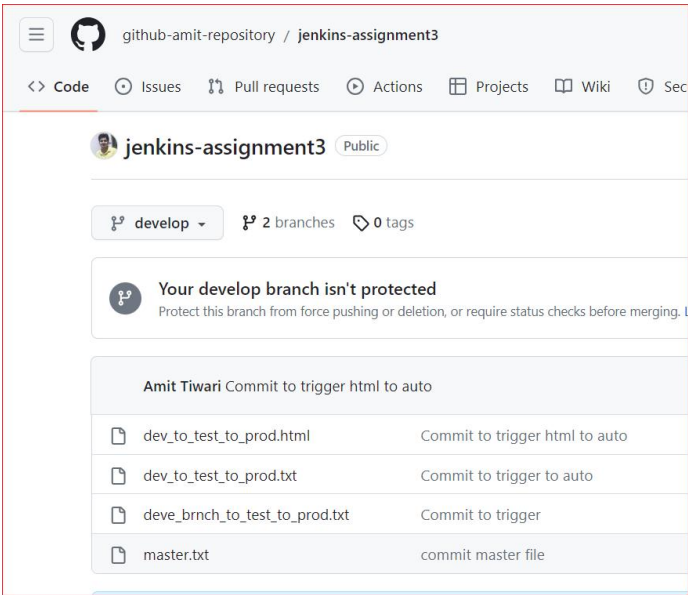 github-amit-repository / jenkins-assignment3
Code Issues Pull requests Actions Projects Wiki Sec
jenkins-assignment3 Public
develop 2 branches 0 tags
Your develop branch isn't protected
Protect this branch from force pushing or deletion, or require status checks before merging.
Amit Tiwari Commit to trigger html to auto
dev_to_test_to_prod.html Commit to trigger html to auto
dev_to_test_to_prod.txt Commit to trigger to auto
deve_brnch_to_test_to_prod.txt Commit to trigger
master.txt commit master file